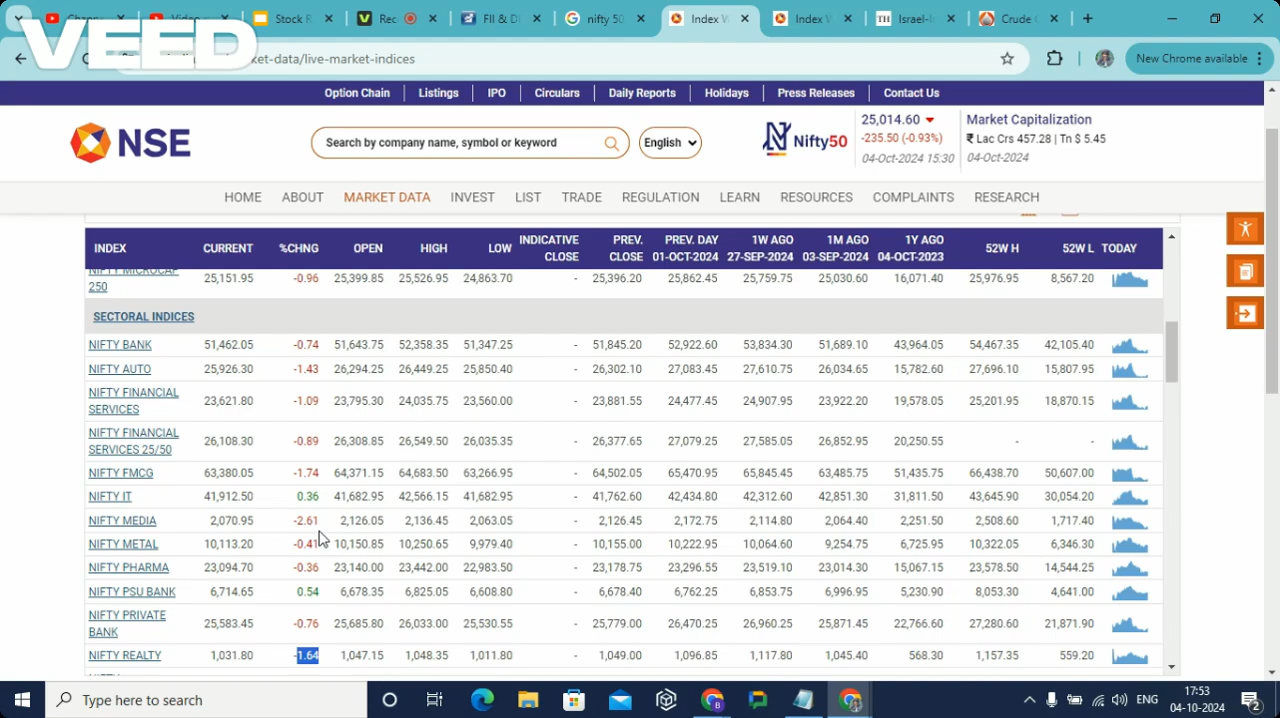 Stock R
Rec
FII & D
nifty 50
Index W
Index W
Israel-I
Crude
VEED
ket-data/live-market-indices
New Chrome available
Option Chain Listings IPO Circulars Daily Reports Holidays Press Releases Contact Us
NSE
Search by company name, symbol or keyword
English
Nifty50
25,014.60
-235.50 (-0.93%)
04-Oct-2024 15:30
Market Capitalization
₹ Lac Crs 457.28 | Tn $ 5.45
04-Oct-2024
HOME ABOUT MARKET DATA INVEST LIST TRADE REGULATION LEARN RESOURCES COMPLAINTS RESEARCH
INDEX CURRENT %CHNG OPEN HIGH LOW INDICATIVE CLOSE PREV. CLOSE PREV. DAY 01-OCT-2024 1W AGO 27-SEP-2024 1M AGO 03-SEP-2024 1Y AGO 04-OCT-2023 52W H 52W L TODAY
NIFTY MICROCAP 250 25,151.95 -0.96 25,399.85 25,526.95 24,863.70 - 25,396.20 25,862.45 25,759.75 25,030.60 16,071.40 25,976.95 8,567.20
SECTORAL INDICES
NIFTY BANK 51,462.05 -0.74 51,643.75 52,358.35 51,347.25 - 51,845.20 52,922.60 53,834.30 51,689.10 43,964.05 54,467.35 42,105.40
NIFTY AUTO 25,926.30 -1.43 26,294.25 26,449.25 25,850.40 - 26,302.10 27,083.45 27,610.75 26,034.65 15,782.60 27,696.10 15,807.95
NIFTY FINANCIAL SERVICES 23,621.80 -1.09 23,795.30 24,035.75 23,560.00 - 23,881.55 24,477.45 24,907.95 23,922.20 19,578.05 25,201.95 18,870.15
NIFTY FINANCIAL SERVICES 25/50 26,108.30 -0.89 26,308.85 26,549.50 26,035.35 - 26,377.65 27,079.25 27,585.05 26,252.95 20,250.55 - -
NIFTY FMCG 63,380.05 -1.74 64,371.15 64,683.50 63,266.95 - 64,502.05 65,470.95 65,845.45 63,485.75 51,435.75 66,438.70 50,607.00
NIFTY IT 41,912.50 0.36 41,682.95 42,566.15 41,682.95 - 41,762.60 42,434.80 42,312.60 42,851.30 31,811.50 43,645.90 30,054.20
NIFTY MEDIA 2,070.95 -2.61 2,126.05 2,136.45 2,063.05 - 2,126.45 2,172.75 2,114.80 2,064.40 2,251.50 2,508.60 1,717.40
NIFTY METAL 10,113.20 -0.41 10,150.85 10,250.65 9,979.40 - 10,155.00 10,222.95 10,064.60 9,254.75 6,725.95 10,322.05 6,346.30
NIFTY PHARMA 23,094.70 -0.36 23,140.00 23,442.00 22,983.50 - 23,178.75 23,296.55 23,519.10 23,014.30 15,067.15 23,578.50 14,544.25
NIFTY PSU BANK 6,714.65 0.54 6,678.35 6,825.05 6,608.80 - 6,678.40 6,762.25 6,853.75 6,996.95 5,230.90 8,053.30 4,641.00
NIFTY PRIVATE BANK 25,583.45 -0.76 25,685.80 26,033.00 25,530.55 - 25,779.00 26,470.25 26,960.25 25,871.45 22,766.60 27,280.60 21,871.90
NIFTY REALTY 1,031.80 -1.64 1,047.15 1,048.35 1,011.80 - 1,049.00 1,096.85 1,117.80 1,045.40 568.30 1,157.35 559.20
Type here to search
ENG
17:53
04-10-2024
2